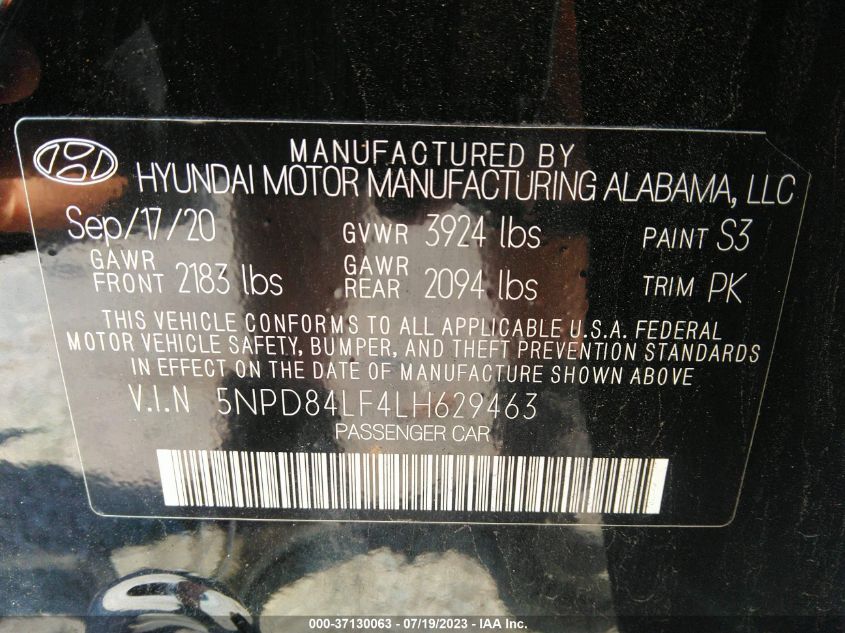 MANUFACTURED BY
HYUNDAI MOTOR MANUFACTURING ALABAMA, LLC
Sep/17/20 GVWR 3924 lbs PAINT S3
GAWR FRONT 2183 lbs GAWR REAR 2094 lbs TRIM PK
THIS VEHICLE CONFORMS TO ALL APPLICABLE U.S.A. FEDERAL
MOTOR VEHICLE SAFETY, BUMPER, AND THEFT PREVENTION STANDARDS
IN EFFECT ON THE DATE OF MANUFACTURE SHOWN ABOVE
V.I.N 5NPD84LF4LH629463
PASSENGER CAR
000-37130063 - 07/19/2023 - IAA Inc.